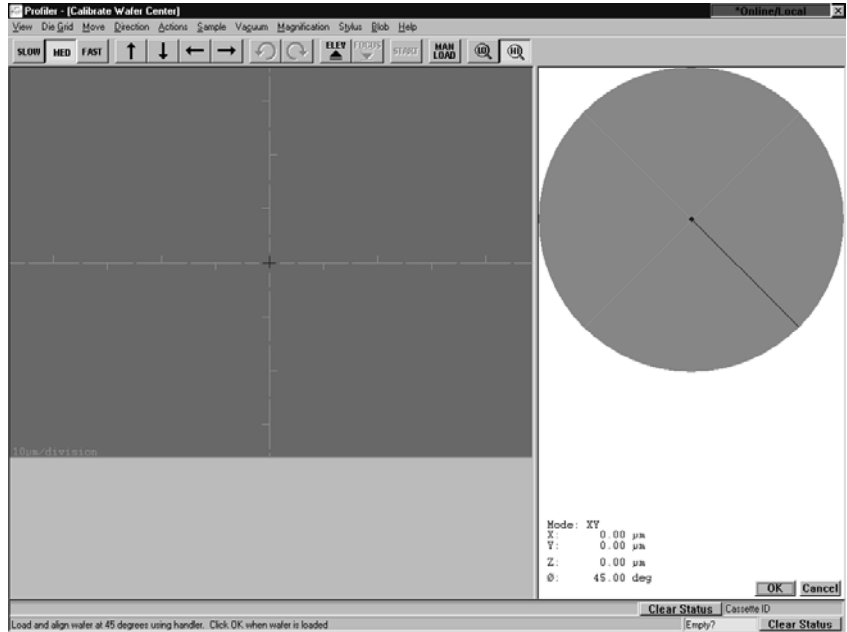 Profiler - [Calibrate Wafer Center] *Online/Local X
View Die Grid Move Direction Actions Sample Vacuum Magnification Stylus Blob Help
SLOW MED FAST ELEV FOCUS START MAN LOAD LO HI
10µm/division
Mode: XY
X: 0.00 µm
Y: 0.00 µm
Z: 0.00 µm
Ø: 45.00 deg
OK Cancel
Clear Status Cassette ID
Load and align wafer at 45 degrees using handler. Click OK when wafer is loaded Empty? Clear Status